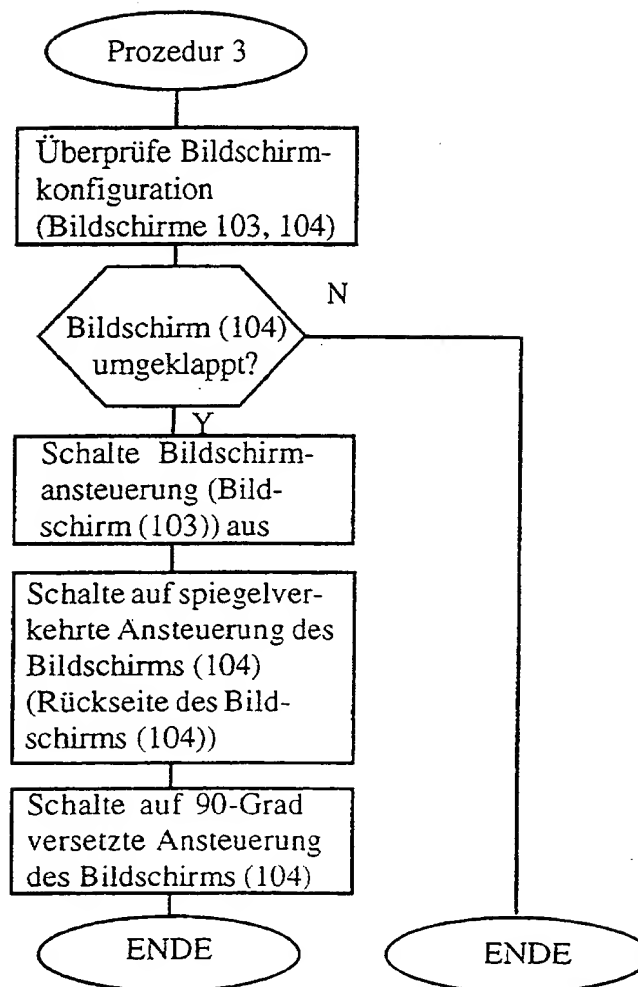 Prozedur 3
Überprüfe Bildschirm-
konfiguration
(Bildschirme 103, 104)
N
Bildschirm (104)
umgeklappt?
Y
Schalte Bildschirm-
ansteuerung (Bild-
schirm (103)) aus
Schalte auf spiegelver-
kehrte Ansteuerung des
Bildschirms (104)
(Rückseite des Bild-
schirms (104))
Schalte auf 90-Grad
versetzte Ansteuerung
des Bildschirms (104)
ENDE
ENDE